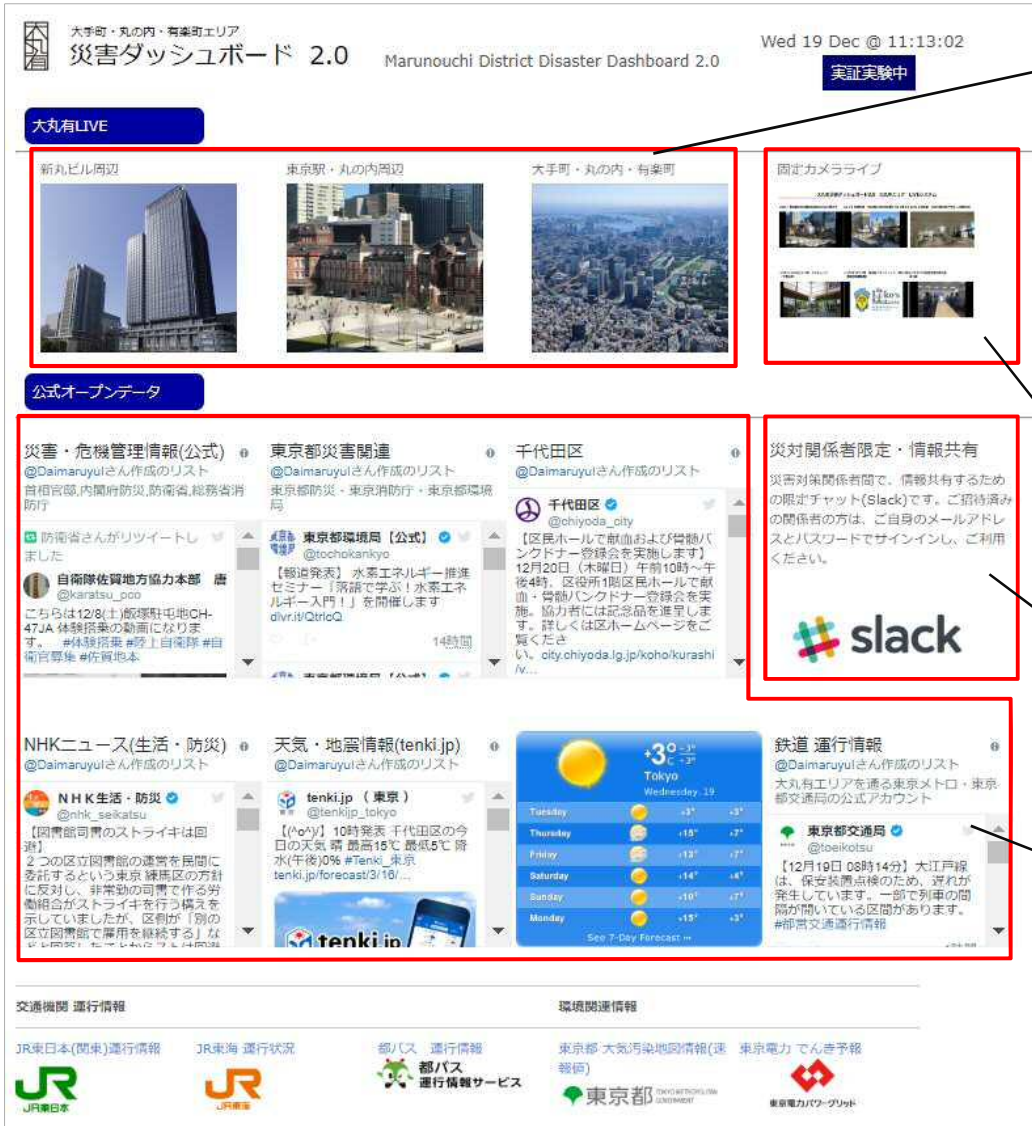 大手町・丸の内・有楽町エリア
災害ダッシュボード 2.0
Marunouchi District Disaster Dashboard 2.0
Wed 19 Dec @ 11:13:02
実証実験中
大丸有LIVE
新丸ビル周辺
東京駅・丸の内周辺
大手町・丸の内・有楽町
固定カメラライブ
公式オープンデータ
災害・危機管理情報(公式)
@Daimaruyuiさん作成のリスト
首相官邸,内閣府防災,防衛省,総務省消
防庁
防衛省さんがリツイートし
ました
自衛隊佐賀地方協力本部 唐
@karatsu_pco
こちらは12/8(土)飯塚駐屯地CH-
47JA 体験搭乗の動画になりま
す。 #体験搭乗 #陸上自衛隊 #自
衛官募集 #佐賀地本
東京都災害関連
@Daimaruyuiさん作成のリスト
東京都防災・東京消防庁・東京都環境
局
東京都環境局【公式】
@tochokankyo
【報道発表】 水素エネルギー推進
セミナー「落語で学ぶ!水素エネ
ルギー入門!」を開催します
dlvr.it/QtrlcQ
14時間
東京都環境局【公式】
千代田区
@Daimaruyuiさん作成のリスト
千代田区
@chiyoda_city
【区民ホールで献血および骨髄バ
ンクドナー登録会を実施します】
12月20日(木曜日)午前10時~午
後4時、区役所1階区民ホールで献
血・骨髄バンクドナー登録会を実
施。協力者には記念品を進呈しま
す。詳しくは区ホームページをご
覧くださ
い。city.chiyoda.lg.jp/koho/kurashi
/v...
災対関係者限定・情報共有
災害対策関係者間で、情報共有するため
の限定チャット(Slack)です。ご招待済み
の関係者の方は、ご自身のメールアドレ
スとパスワードでサインインし、ご利用
ください。
slack
NHKニュース(生活・防災)
@Daimaruyuiさん作成のリスト
NHK生活・防災
@nhk_seikatsu
【図書館司書のストライキは回
避】
2つの区立図書館の運営を民間に
委託するという東京 練馬区の方針
に反対し、非常勤の司書で作る労
働組合がストライキを行う構えを
示していましたが、区側が「別の
区立図書館で雇用を継続する」な
どと回答したことからストは回避
天気・地震情報(tenki.jp)
@Daimaruyuiさん作成のリスト
tenki.jp (東京)
@tenkijp_tokyo
【(^o^)/】10時発表 千代田区の今
日の天気 晴 最高15℃ 最低5℃ 降
水(午後)0% #Tenki_東京
tenki.jp/forecast/3/16/...
tenki.jp
+3°C +3° +3°
Tokyo
Wednesday, 19
Tuesday +3° +3°
Thursday +15° +7°
Friday +13° +7°
Saturday +14° +8°
Sunday +10° +7°
Monday +15° +3°
See 7-Day Forecast
鉄道 運行情報
@Daimaruyuiさん作成のリスト
大丸有エリアを通る東京メトロ・東京
都交通局の公式アカウント
東京都交通局
@toeikotsu
【12月19日 08時14分】大江戸線
は、保安装置点検のため、遅れが
発生しています。一部で列車の間
隔が開いている区間があります。
#都営交通運行情報
交通機関 運行情報
環境関連情報
JR東日本(関東)運行情報
JR東海 運行状況
都バス 運行情報
東京都 大気汚染地図情報(速
報値)
東京電力 でんき予報
JR
JR東日本
JR
JR東海
都バス
運行情報サービス
東京都
TOKYO METROPOLITAN
GOVERNMENT
東京電力パワーグリッド